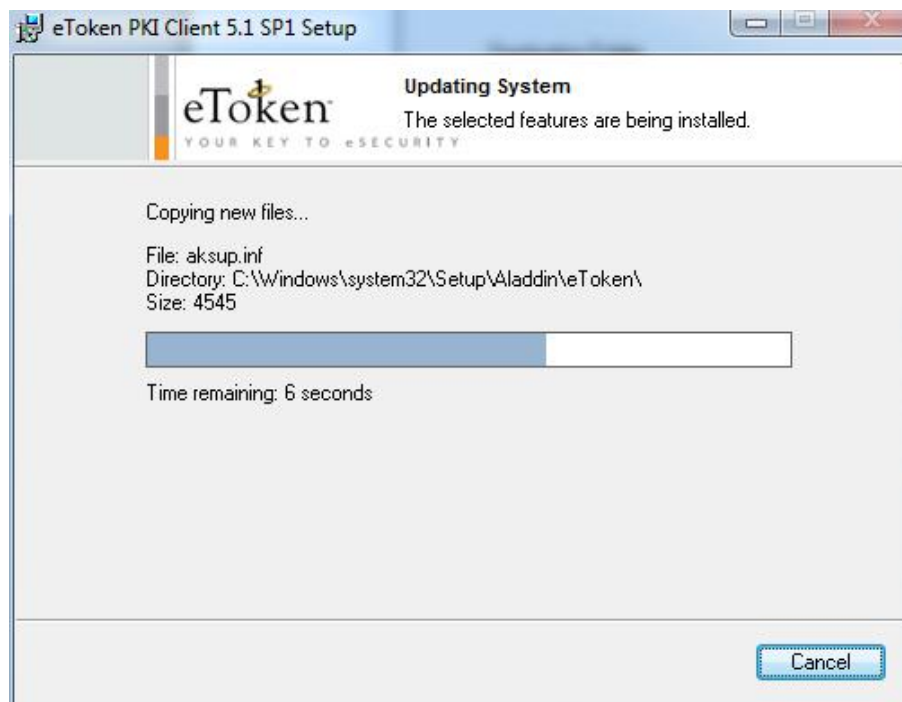 eToken PKI Client 5.1 SP1 Setup
eToken
YOUR KEY TO eSECURITY
Updating System
The selected features are being installed.
Copying new files...
File: aksup.inf
Directory: C:\Windows\system32\Setup\Aladdin\eToken\
Size: 4545
Time remaining: 6 seconds
Cancel